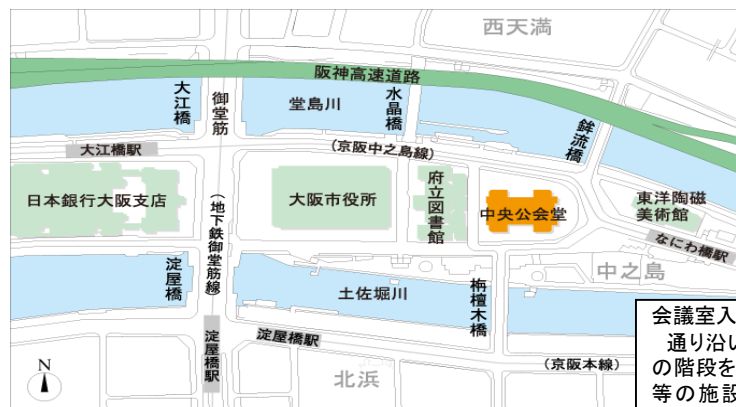 西天満
阪神高速道路
大江橋
御堂筋
堂島川
水晶橋
鉾流橋
大江橋駅
(京阪中之島線)
日本銀行大阪支店
(地下鉄御堂筋線)
大阪市役所
府立図書館
中央公会堂
東洋陶磁
美術館
なにわ橋駅
中之島
淀屋橋
土佐堀川
栴檀木橋
淀屋橋駅
淀屋橋駅
(京阪本線)
北浜
N
会議室入
通り沿い
の階段を
等の施設